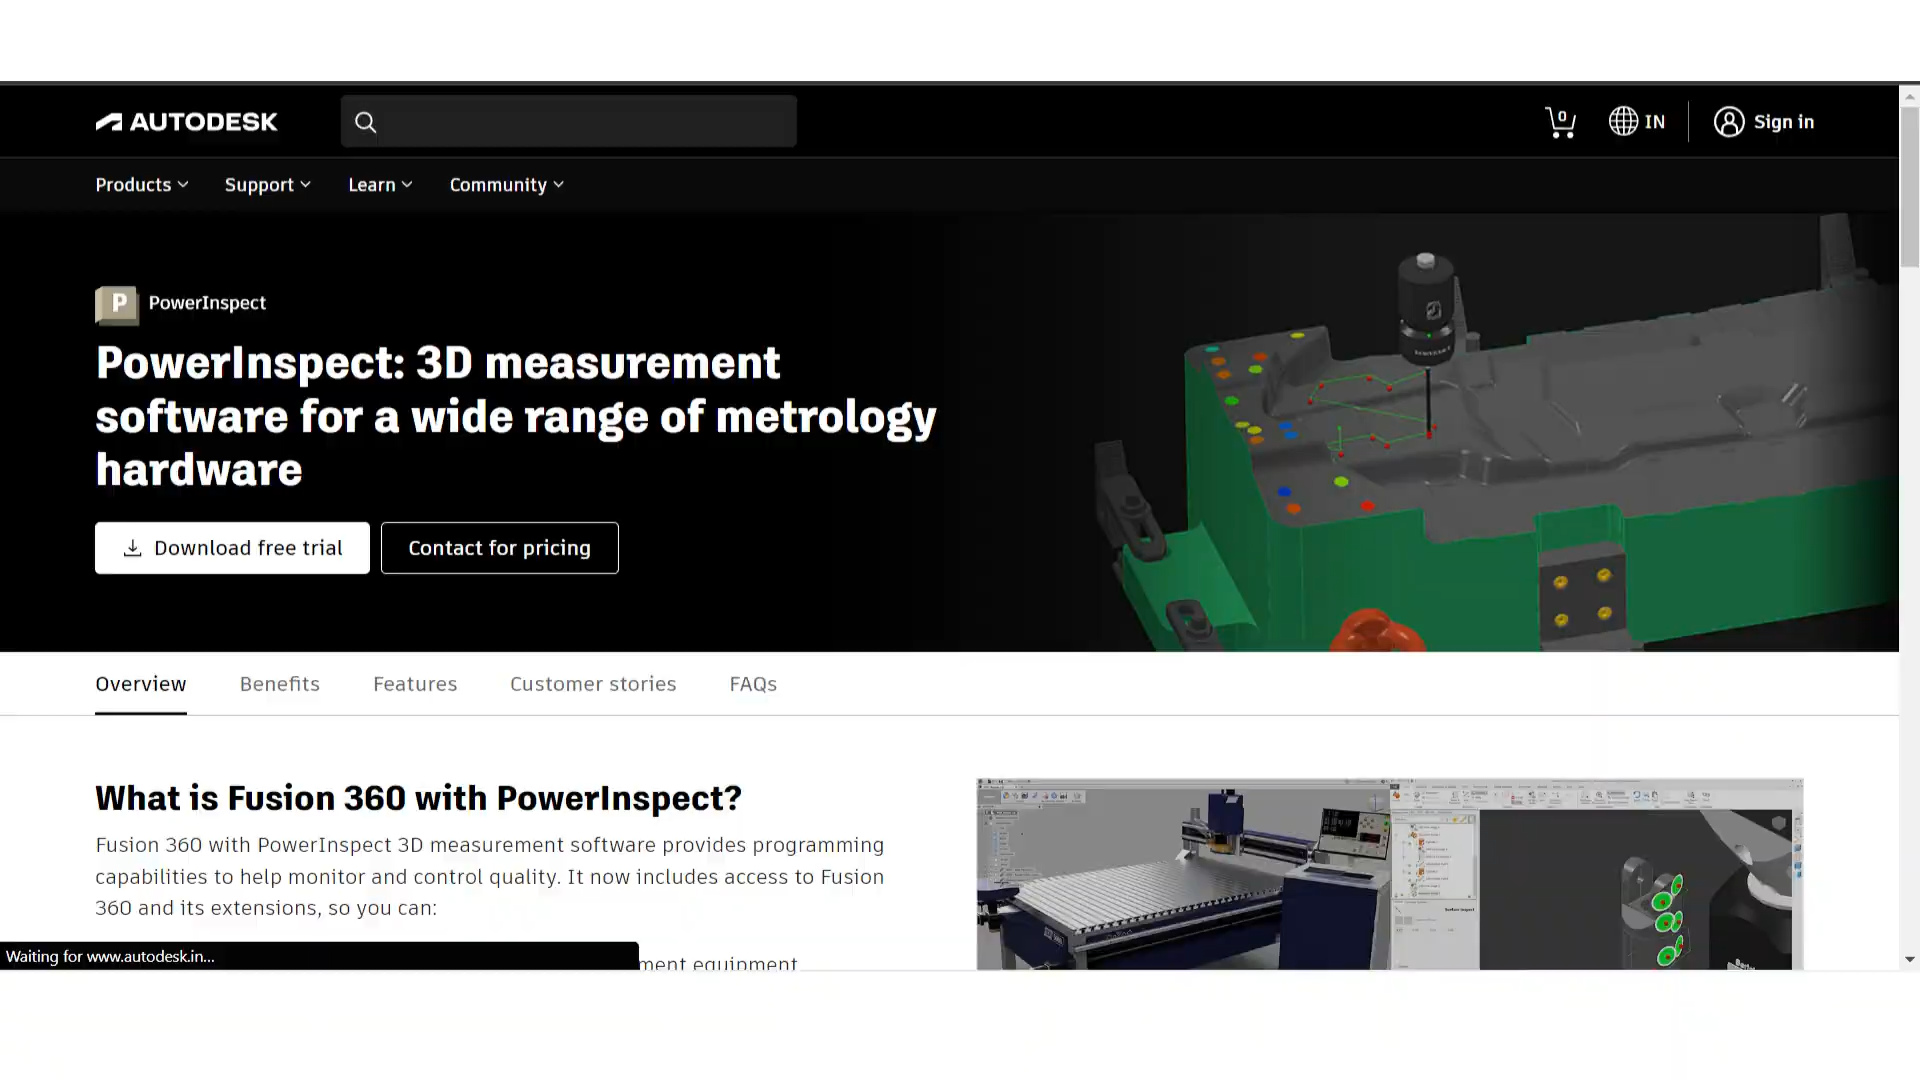 AUTODESK
0
IN
Sign in
Products
Support
Learn
Community
P
PowerInspect
PowerInspect: 3D measurement
software for a wide range of metrology
hardware
Download free trial
Contact for pricing
Overview
Benefits
Features
Customer stories
FAQs
What is Fusion 360 with PowerInspect?
Fusion 360 with PowerInspect 3D measurement software provides programming
capabilities to help monitor and control quality. It now includes access to Fusion
360 and its extensions, so you can:
ment equipment
Waiting for www.autodesk.in...